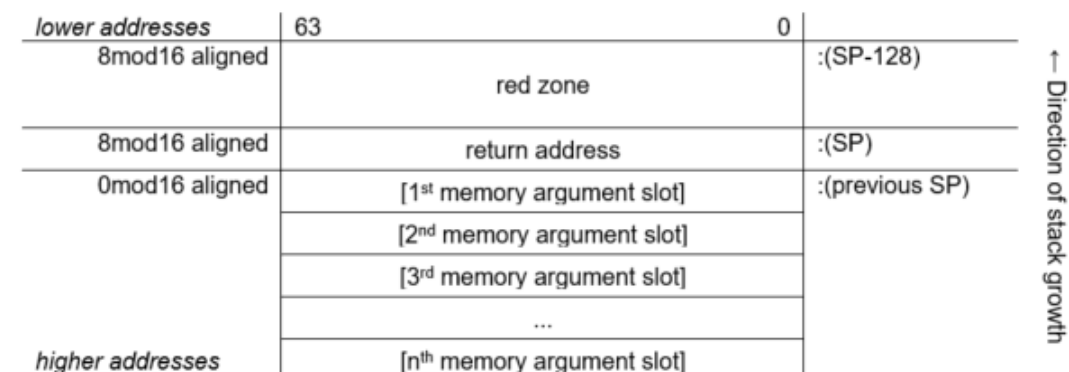 lower addresses 63 0
8mod16 aligned :(SP-128)
red zone
8mod16 aligned return address :(SP)
0mod16 aligned [1st memory argument slot] :(previous SP)
[2nd memory argument slot]
[3rd memory argument slot]
...
higher addresses [nth memory argument slot]
← Direction of stack growth